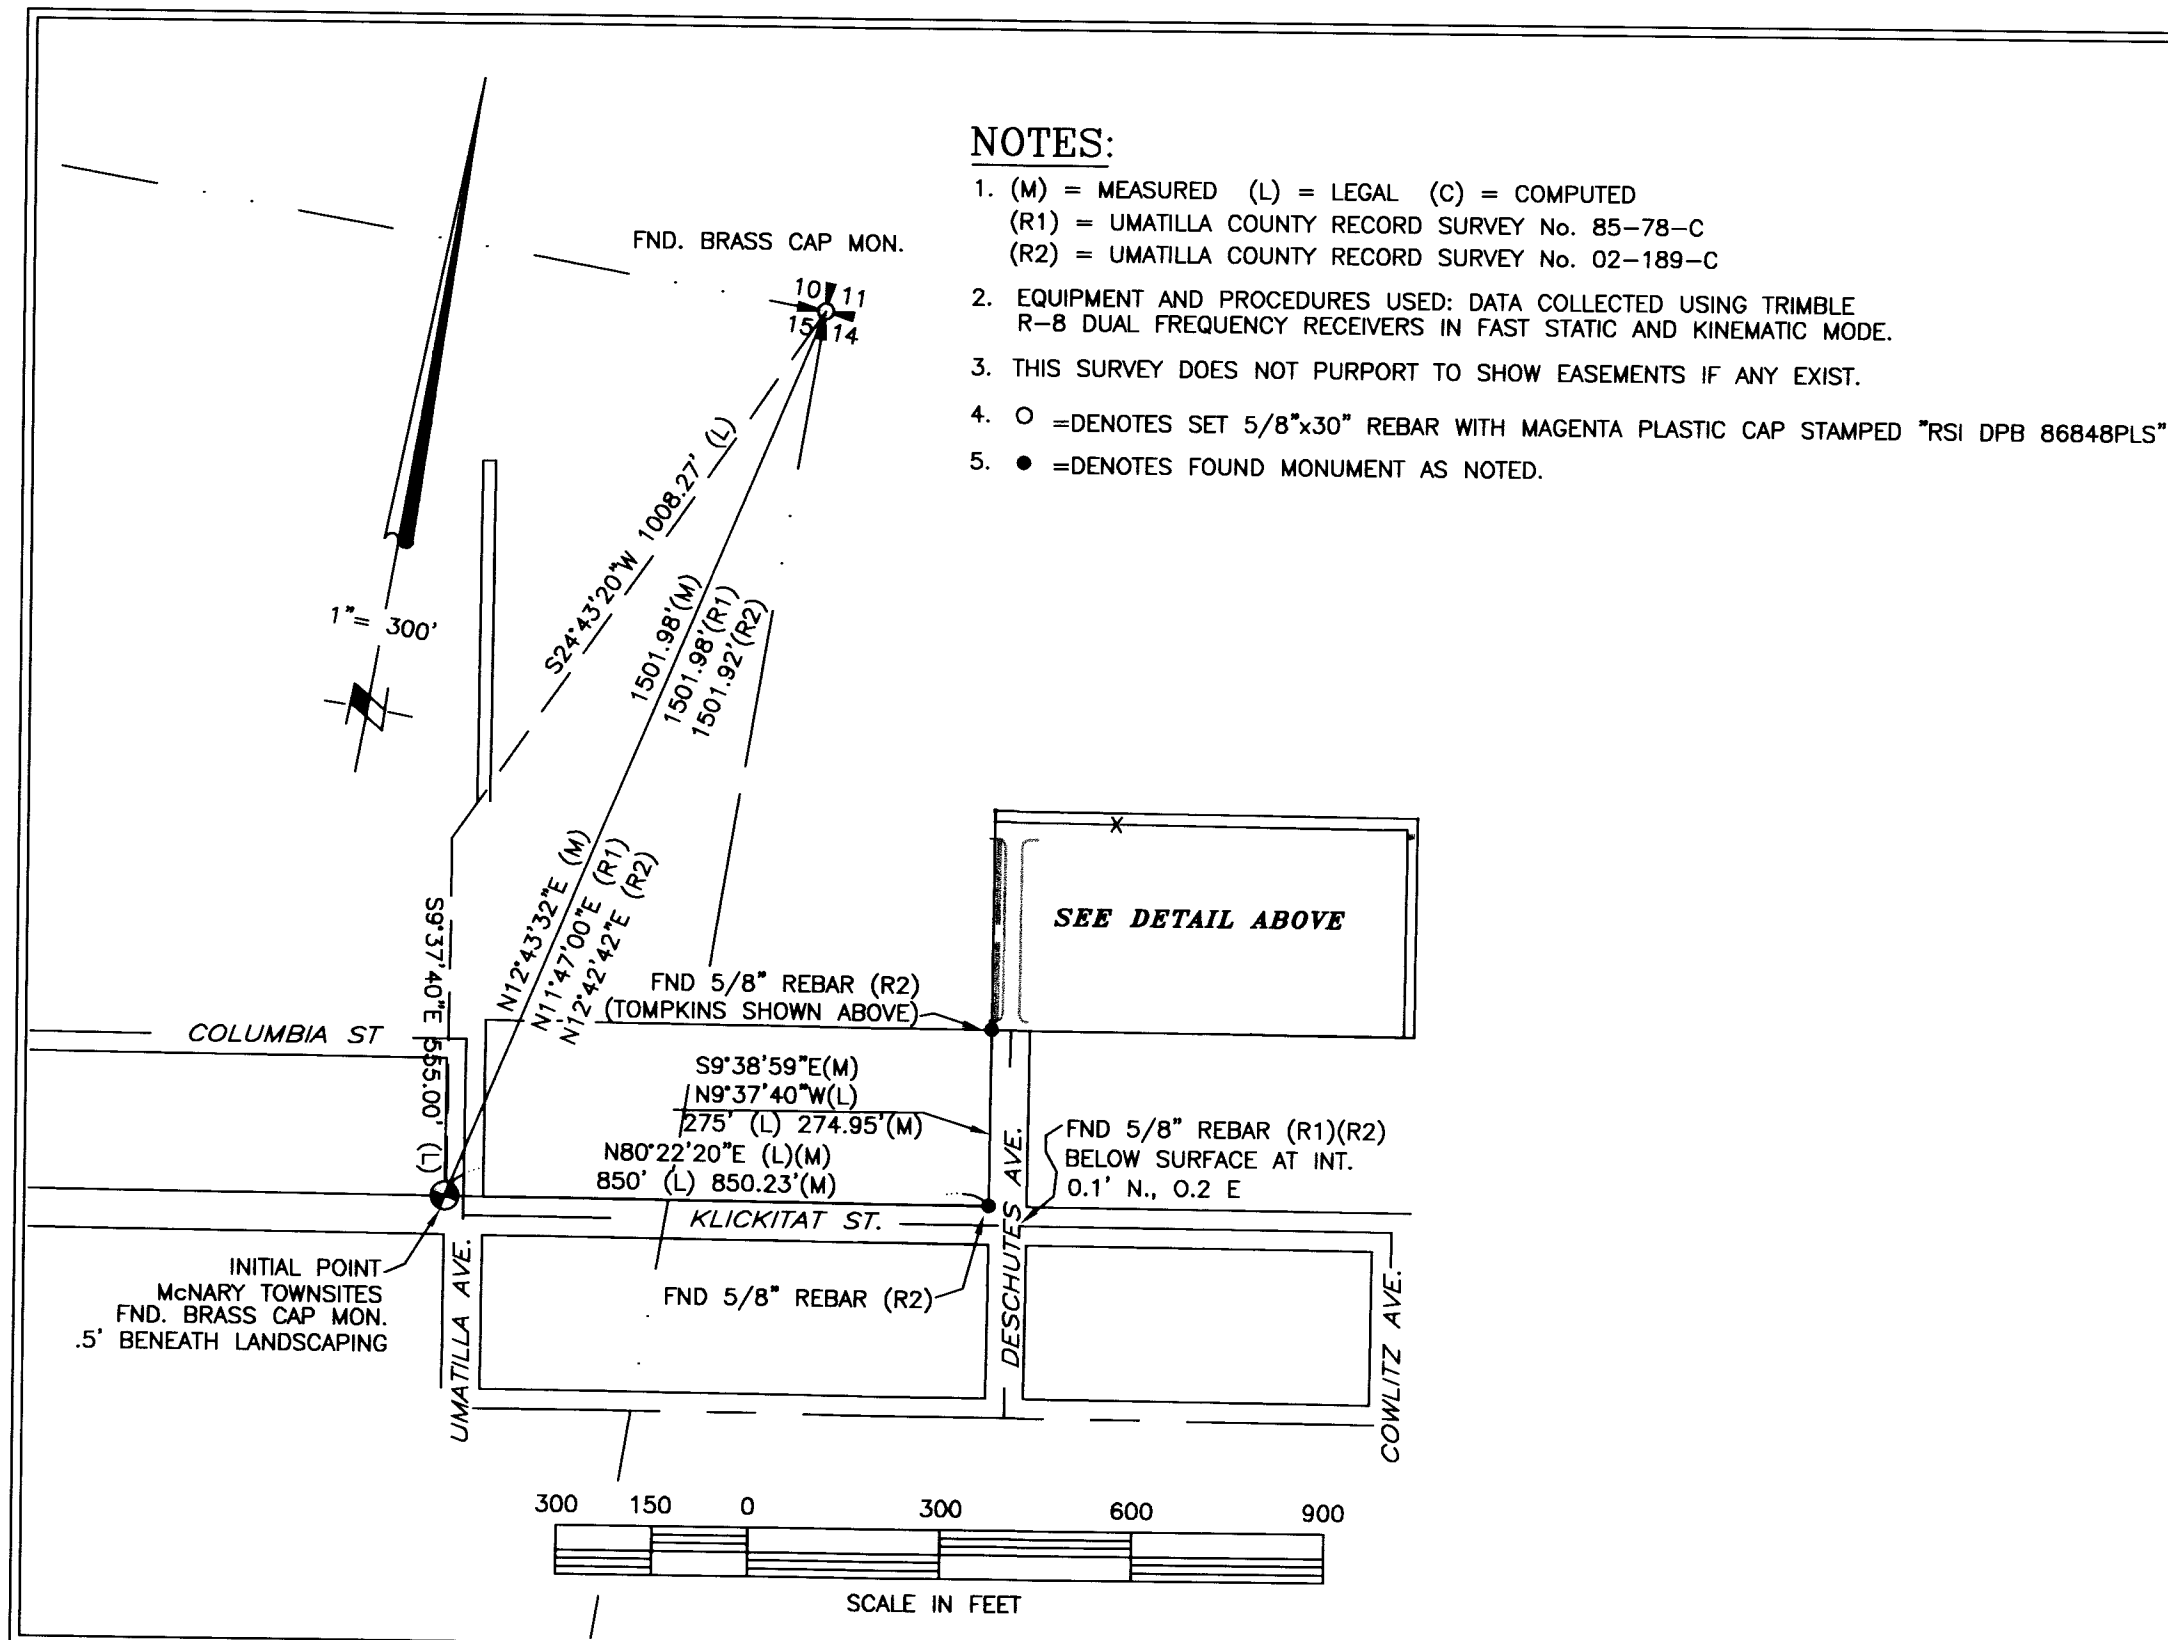 NOTES:
1. (M) = MEASURED (L) = LEGAL (C) = COMPUTED
(R1) = UMATILLA COUNTY RECORD SURVEY No. 85-78-C
(R2) = UMATILLA COUNTY RECORD SURVEY No. 02-189-C
2. EQUIPMENT AND PROCEDURES USED: DATA COLLECTED USING TRIMBLE
R-8 DUAL FREQUENCY RECEIVERS IN FAST STATIC AND KINEMATIC MODE.
3. THIS SURVEY DOES NOT PURPORT TO SHOW EASEMENTS IF ANY EXIST.
4. O =DENOTES SET 5/8"x30" REBAR WITH MAGENTA PLASTIC CAP STAMPED "RSI DPB 86848PLS"
5. ● =DENOTES FOUND MONUMENT AS NOTED.
FND. BRASS CAP MON.
10 11
15 14
1"= 300'
S24°43'20"W 1008.27' (L)
1501.98'(M)
1501.98'(R1)
1501.92'(R2)
N12°43'32"E (M)
N11°47'00"E (R1)
N12°42'42"E (R2)
S9°37'40"E 555.00' (L)
SEE DETAIL ABOVE
FND 5/8" REBAR (R2)
(TOMPKINS SHOWN ABOVE)
COLUMBIA ST
S9°38'59"E(M)
N9°37'40"W(L)
275' (L) 274.95'(M)
N80°22'20"E (L)(M)
850' (L) 850.23'(M)
FND 5/8" REBAR (R1)(R2)
BELOW SURFACE AT INT.
0.1' N., 0.2 E
KLICKITAT ST.
INITIAL POINT
McNARY TOWNSITES
FND. BRASS CAP MON.
.5' BENEATH LANDSCAPING
FND 5/8" REBAR (R2)
UMATILLA AVE.
DESCHUTES AVE.
COWLITZ AVE.
300 150 0 300 600 900
SCALE IN FEET